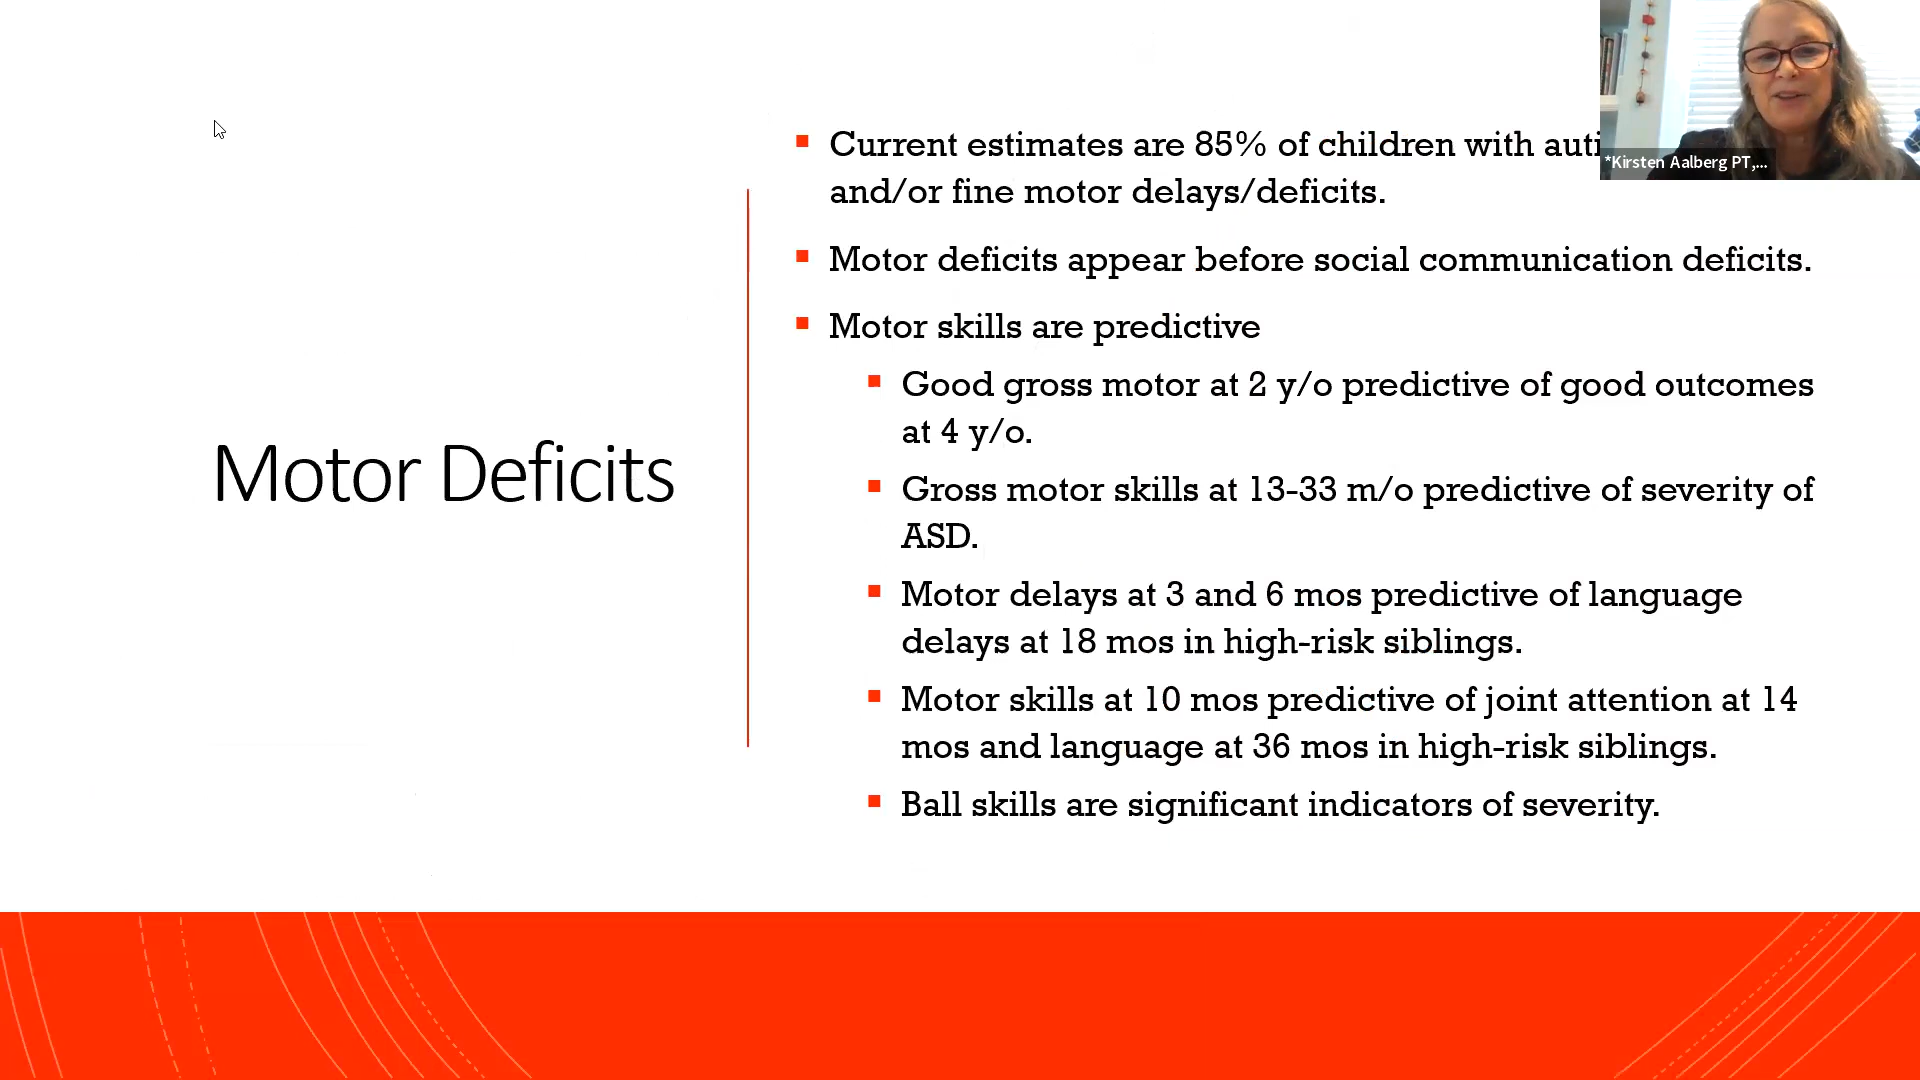 Current estimates are 85% of children with
and/or fine motor delays/deficits.
Motor deficits appear before social communication deficits.
Motor skills are predictive
Good gross motor at 2 y/o predictive of good outcomes
at 4 y/o.
Gross motor skills at 13-33 m/o predictive of severity of
ASD.
Motor delays at 3 and 6 mos predictive of language
delays at 18 mos in high-risk siblings.
Motor skills at 10 mos predictive of joint attention at 14
mos and language at 36 mos in high-risk siblings.
Ball skills are significant indicators of severity.
Motor Deficits
*Kirsten Aalberg PT,...